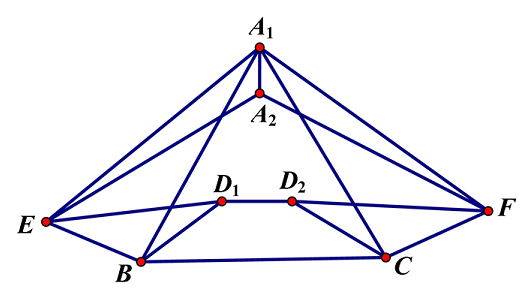 A₁
A₂
D₁ D₂
E F
B C